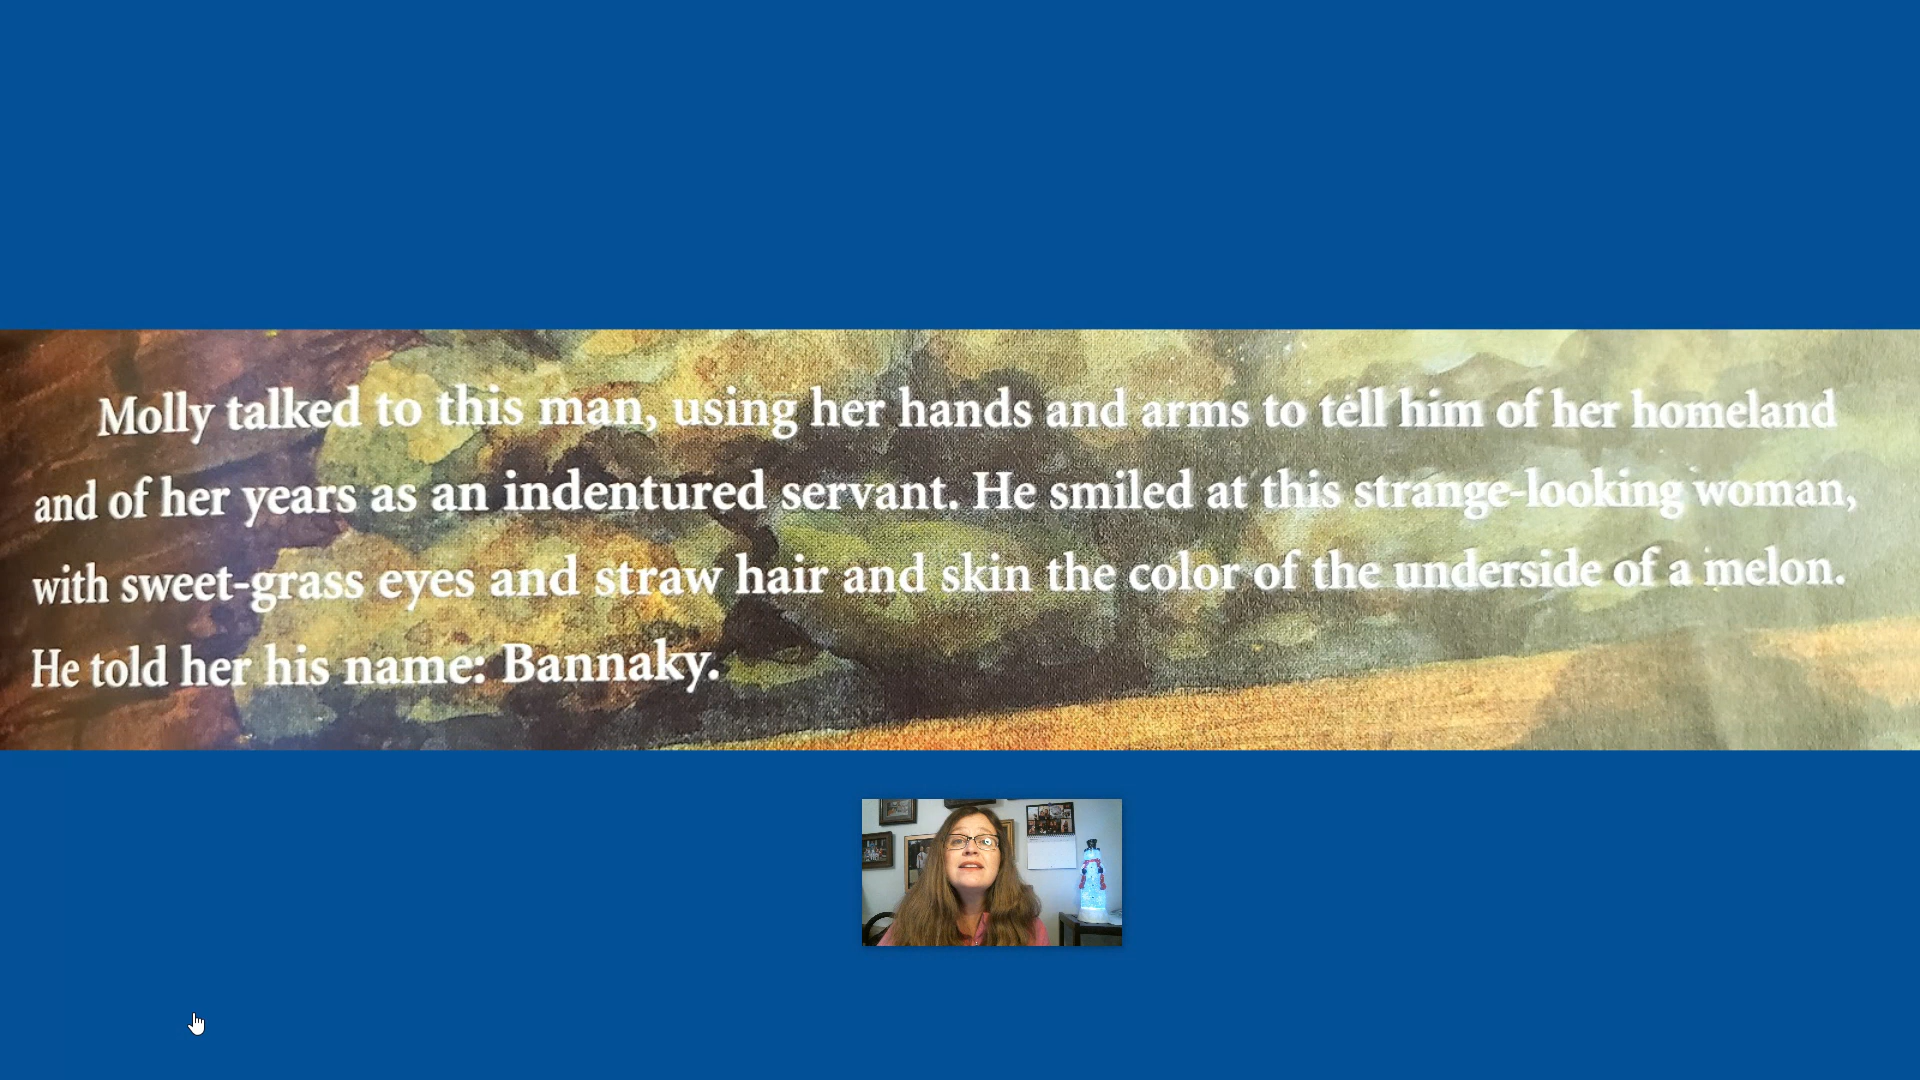 Molly talked to this man, using her hands and arms to tell him of her homeland
and of her years as an indentured servant. He smiled at this strange-looking woman,
with sweet-grass eyes and straw hair and skin the color of the underside of a melon.
He told her his name: Bannaky.